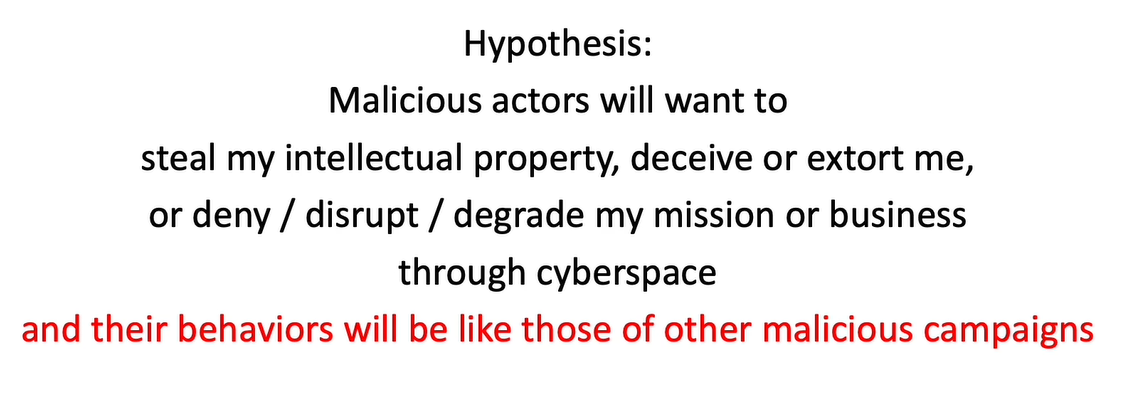 Hypothesis:
Malicious actors will want to
steal my intellectual property, deceive or extort me,
or deny / disrupt / degrade my mission or business
through cyberspace
and their behaviors will be like those of other malicious campaigns